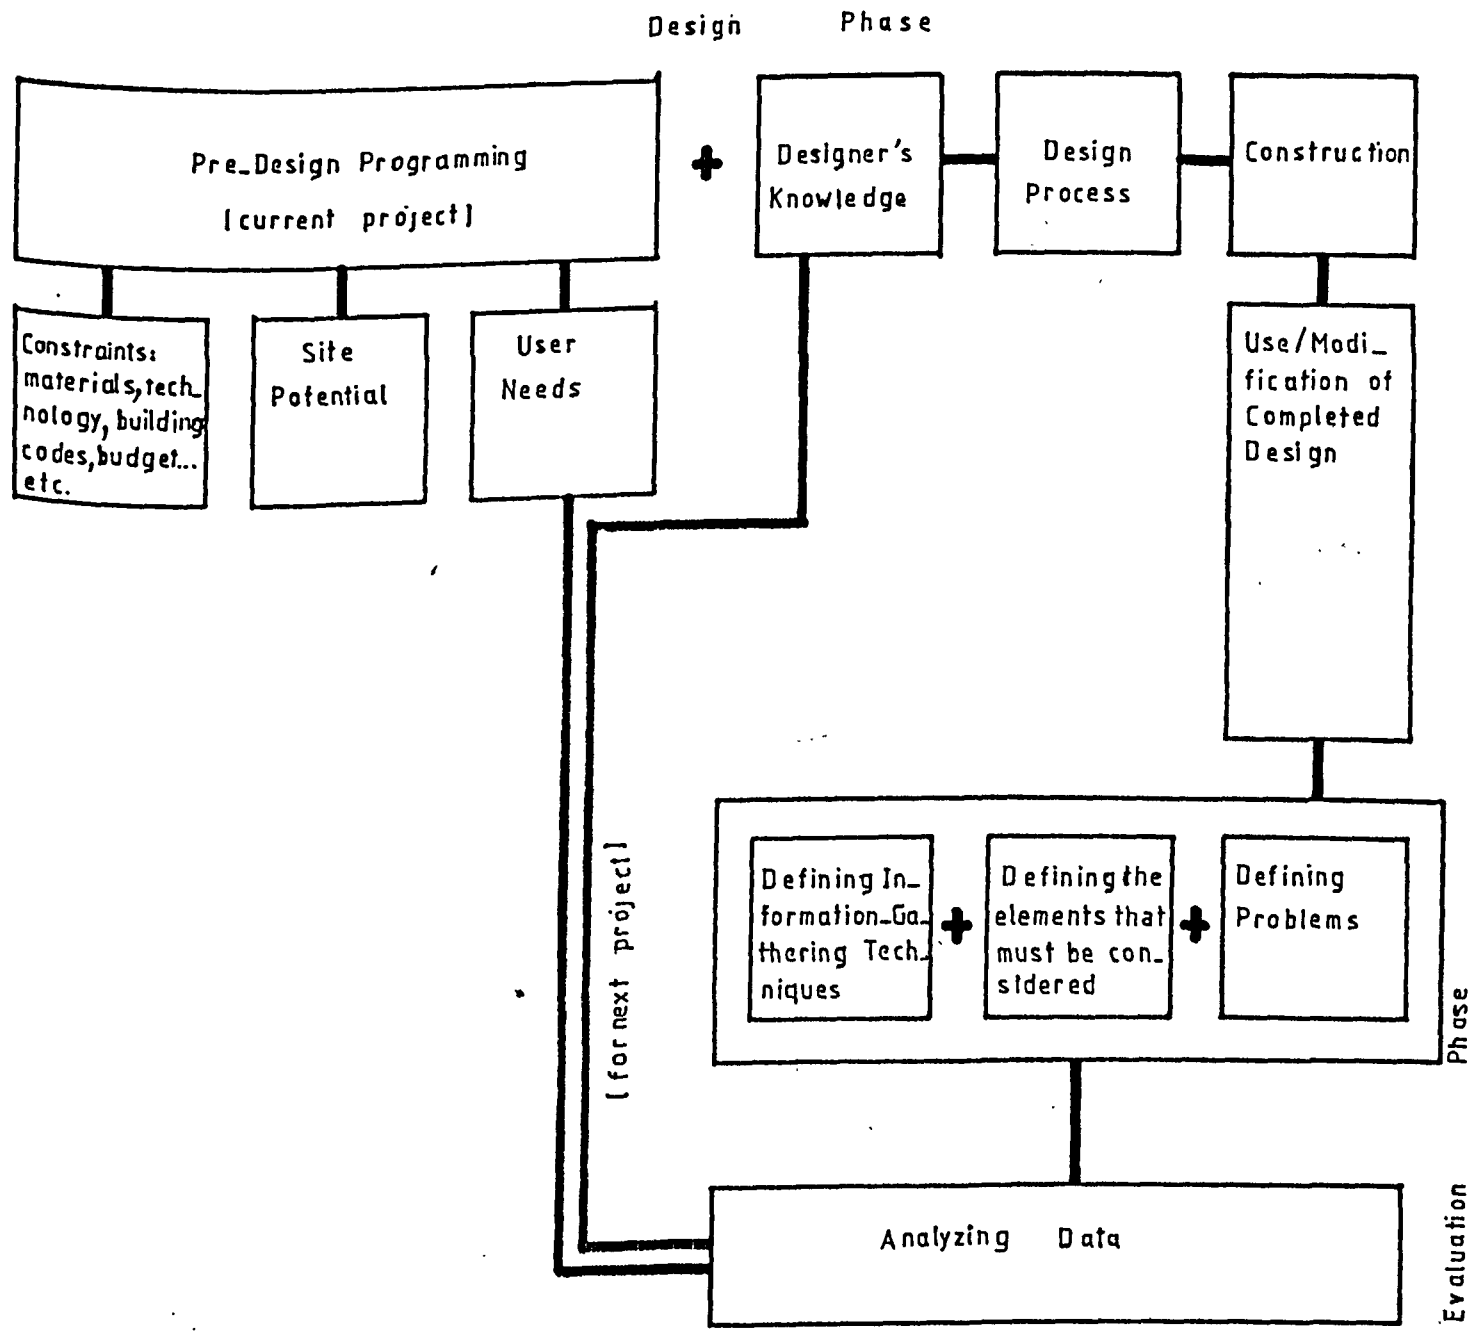 Design Phase
Pre_Design Programming
[current project]
Designer's
Knowledge
Design
Process
Construction
Constraints:
materials, tech_
nology, building
codes, budget...
etc.
Site
Potential
User
Needs
Use/Modi_
fication of
Completed
Design
[for next project]
Defining In_
formation_Ga_
thering Tech_
niques
Defining the
elements that
must be con_
sidered
Defining
Problems
Analyzing Data
Evaluation Phase